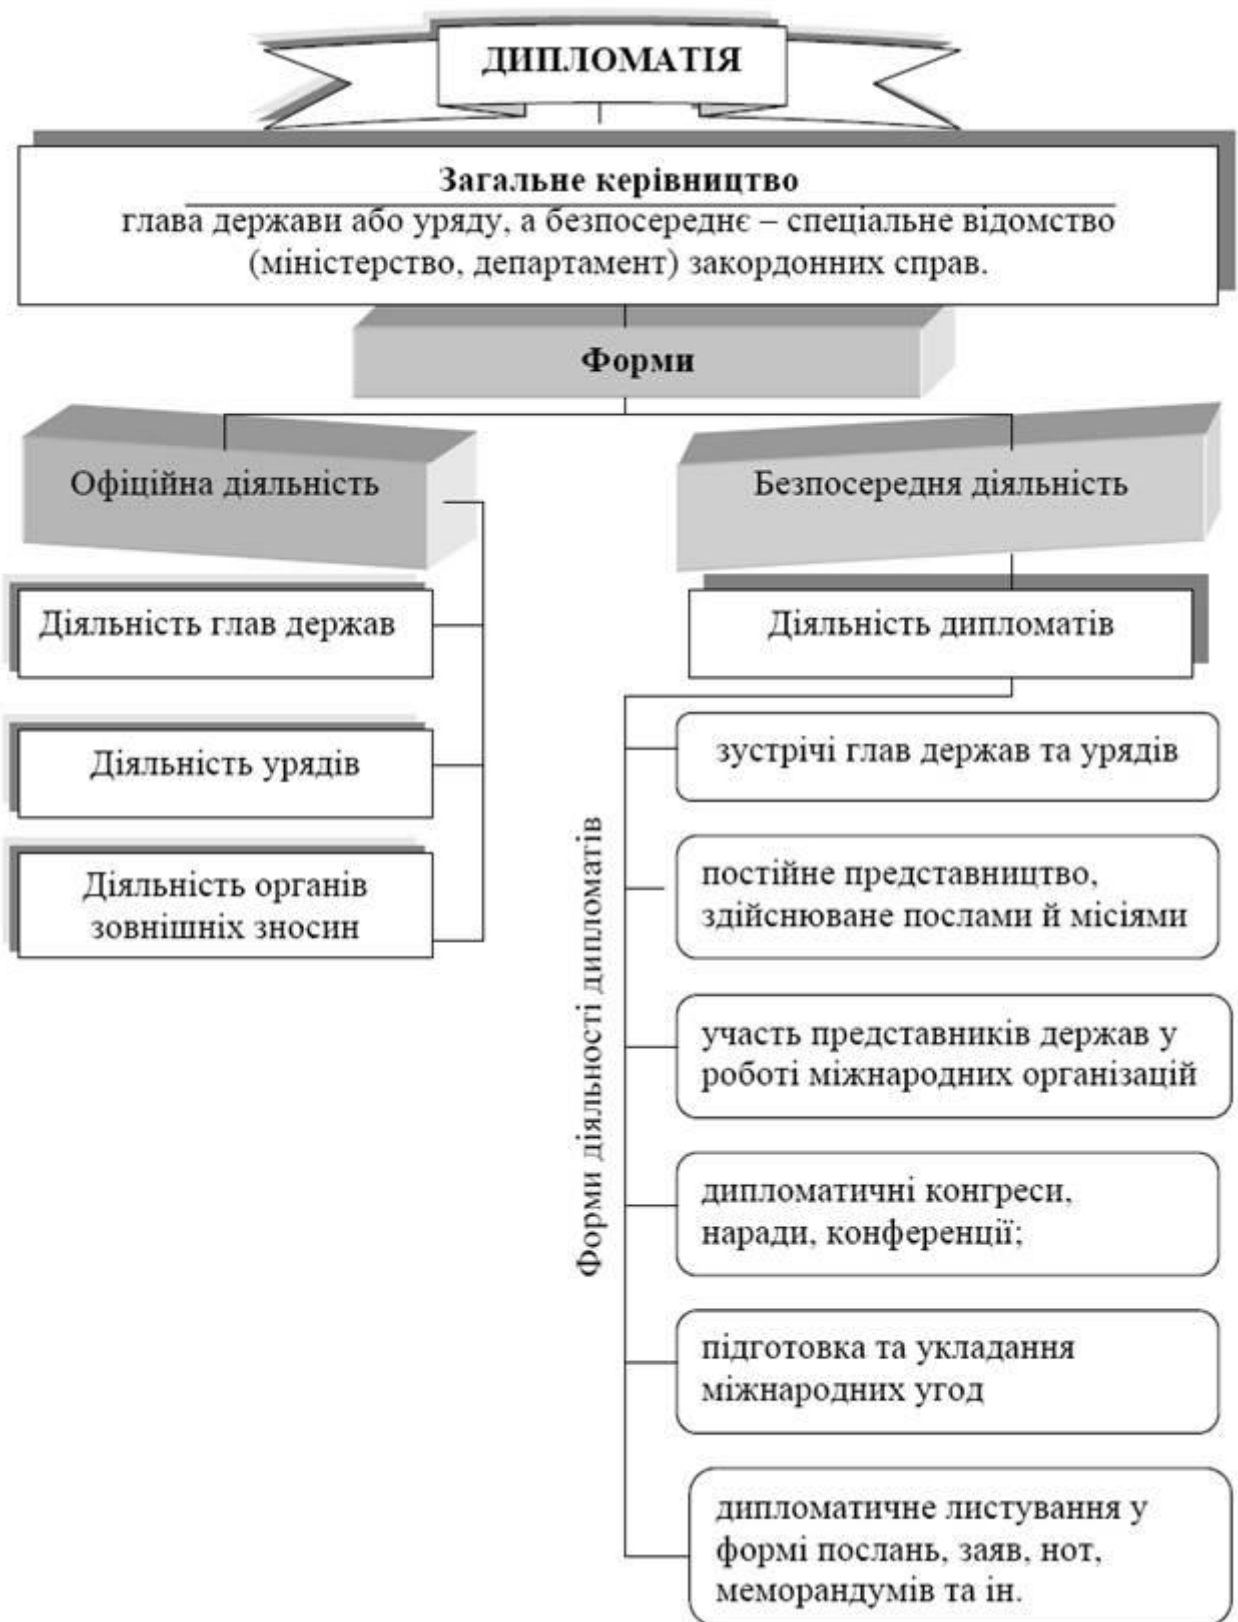 ДИПЛОМАТІЯ
Загальне керівництво
глава держави або уряду, а безпосереднє – спеціальне відомство
(міністерство, департамент) закордонних справ.
Форми
Офіційна діяльність
Безпосередня діяльність
Діяльність глав держав
Діяльність урядів
Діяльність органів
зовнішніх зносин
Діяльність дипломатів
Форми діяльності дипломатів
зустрічі глав держав та урядів
постійне представництво,
здійснюване послами й місіями
участь представників держав у
роботі міжнародних організацій
дипломатичні конгреси,
наради, конференції;
підготовка та укладання
міжнародних угод
дипломатичне листування у
формі послань, заяв, нот,
меморандумів та ін.